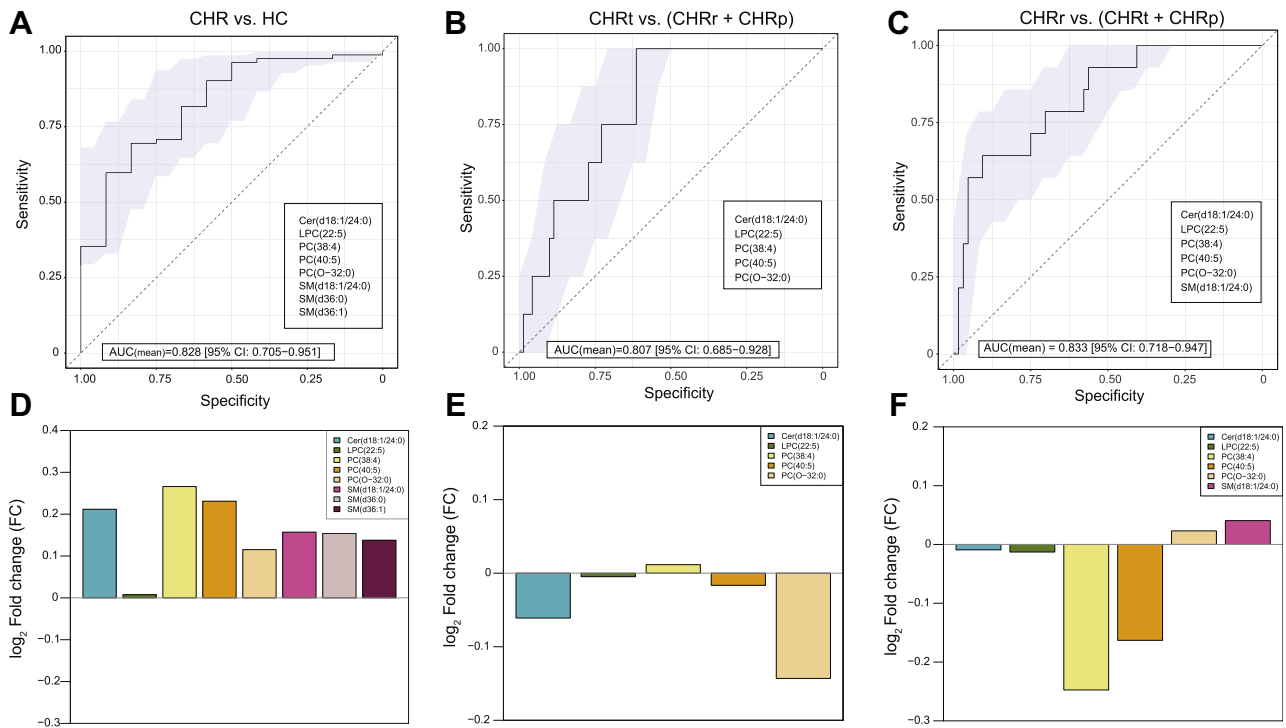 A
CHR vs. HC
1.00
0.75
0.50
0.25
0
Sensitivity
Cer(d18:1/24:0)
LPC(22:5)
PC(38:4)
PC(40:5)
PC(O−32:0)
SM(d18:1/24:0)
SM(d36:0)
SM(d36:1)
AUC(mean)=0.828 [95% CI: 0.705−0.951]
1.00 0.75 0.50 0.25 0
Specificity
B
CHRt vs. (CHRr + CHRp)
1.00
0.75
0.50
0.25
0
Sensitivity
Cer(d18:1/24:0)
LPC(22:5)
PC(38:4)
PC(40:5)
PC(O−32:0)
AUC(mean)=0.807 [95% CI: 0.685−0.928]
1.00 0.75 0.50 0.25 0
Specificity
C
CHRr vs. (CHRt + CHRp)
1.00
0.75
0.50
0.25
0
Sensitivity
Cer(d18:1/24:0)
LPC(22:5)
PC(38:4)
PC(40:5)
PC(O−32:0)
SM(d18:1/24:0)
AUC(mean) = 0.833 [95% CI: 0.718−0.947]
1.00 0.75 0.50 0.25 0
Specificity
D
0.4
0.3
0.2
0.1
0
−0.1
−0.2
−0.3
log2 Fold change (FC)
Cer(d18:1/24:0)
LPC(22:5)
PC(38:4)
PC(40:5)
PC(O−32:0)
SM(d18:1/24:0)
SM(d36:0)
SM(d36:1)
E
0.2
0.1
0
−0.1
−0.2
log2 Fold change (FC)
Cer(d18:1/24:0)
LPC(22:5)
PC(38:4)
PC(40:5)
PC(O−32:0)
F
0.2
0.1
0
−0.1
−0.2
−0.3
log2 Fold change (FC)
Cer(d18:1/24:0)
LPC(22:5)
PC(38:4)
PC(40:5)
PC(O−32:0)
SM(d18:1/24:0)